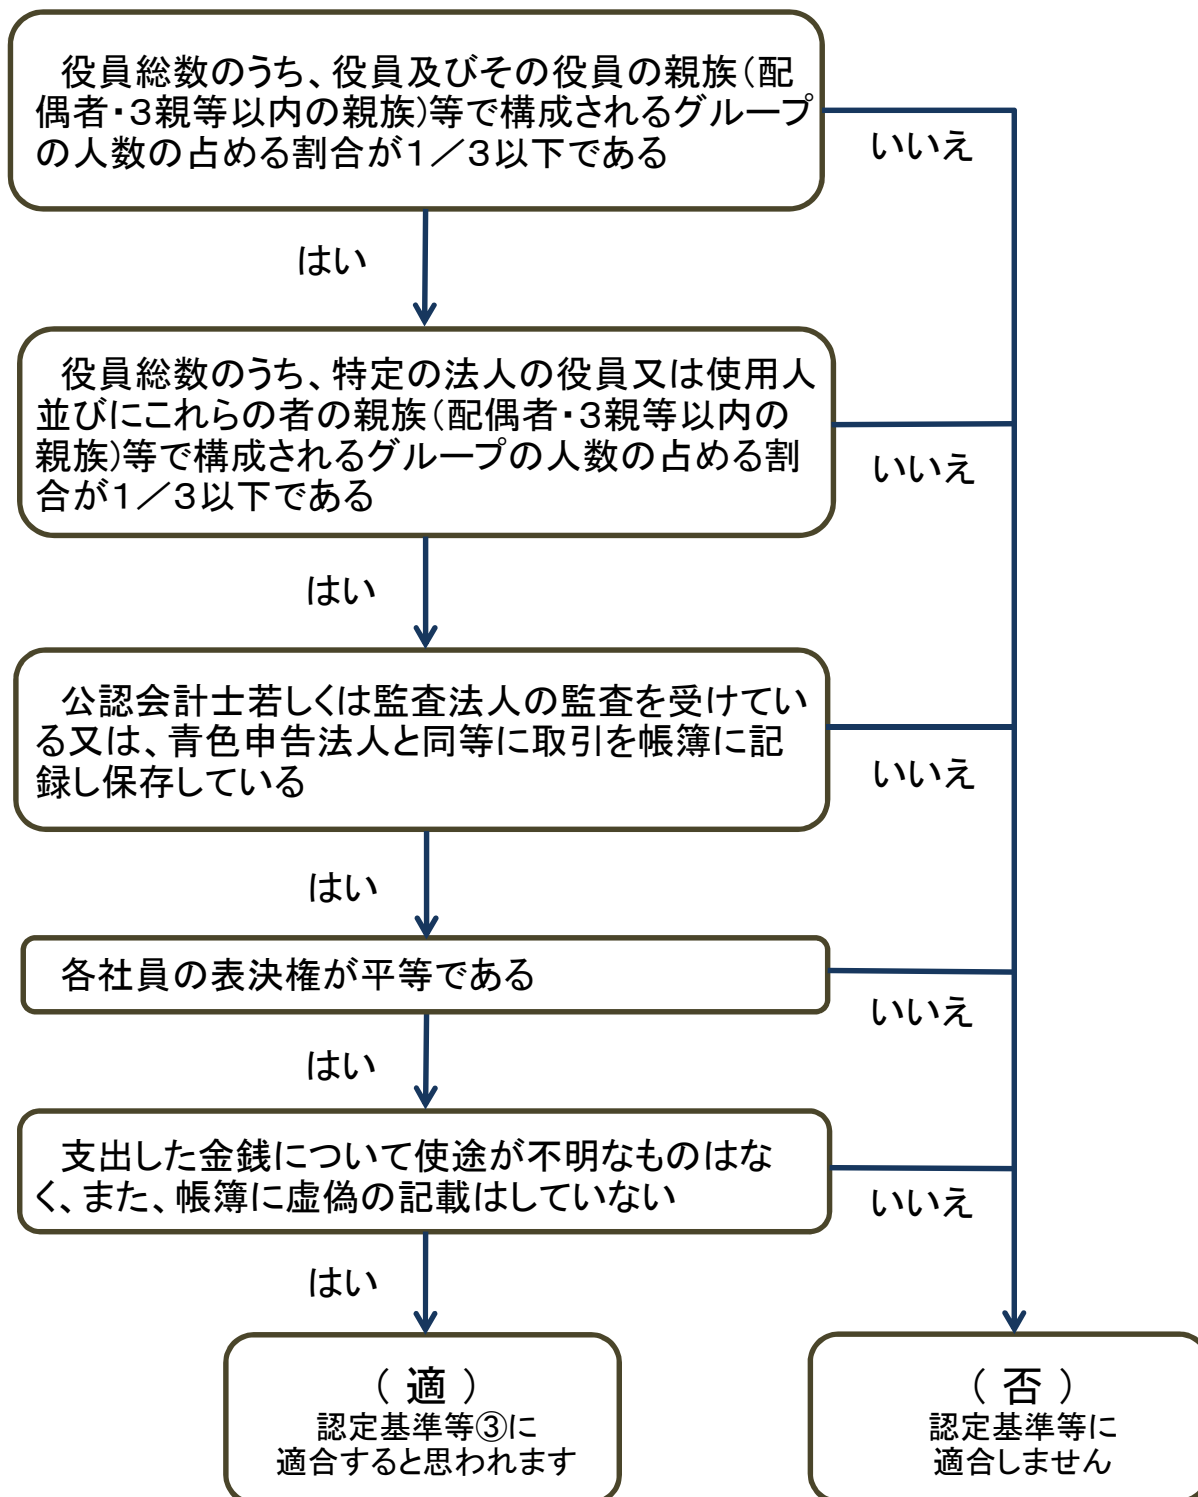 役員総数のうち、役員及びその役員の親族（配
偶者・３親等以内の親族）等で構成されるグループ
の人数の占める割合が１／３以下である
いいえ
はい
役員総数のうち、特定の法人の役員又は使用人
並びにこれらの者の親族（配偶者・３親等以内の
親族）等で構成されるグループの人数の占める割
合が１／３以下である
いいえ
はい
公認会計士若しくは監査法人の監査を受けてい
る又は、青色申告法人と同等に取引を帳簿に記
録し保存している
いいえ
はい
各社員の表決権が平等である
いいえ
はい
支出した金銭について使途が不明なものはな
く、また、帳簿に虚偽の記載はしていない
いいえ
はい
（ 適 ）
認定基準等③に
適合すると思われます
（ 否 ）
認定基準等に
適合しません